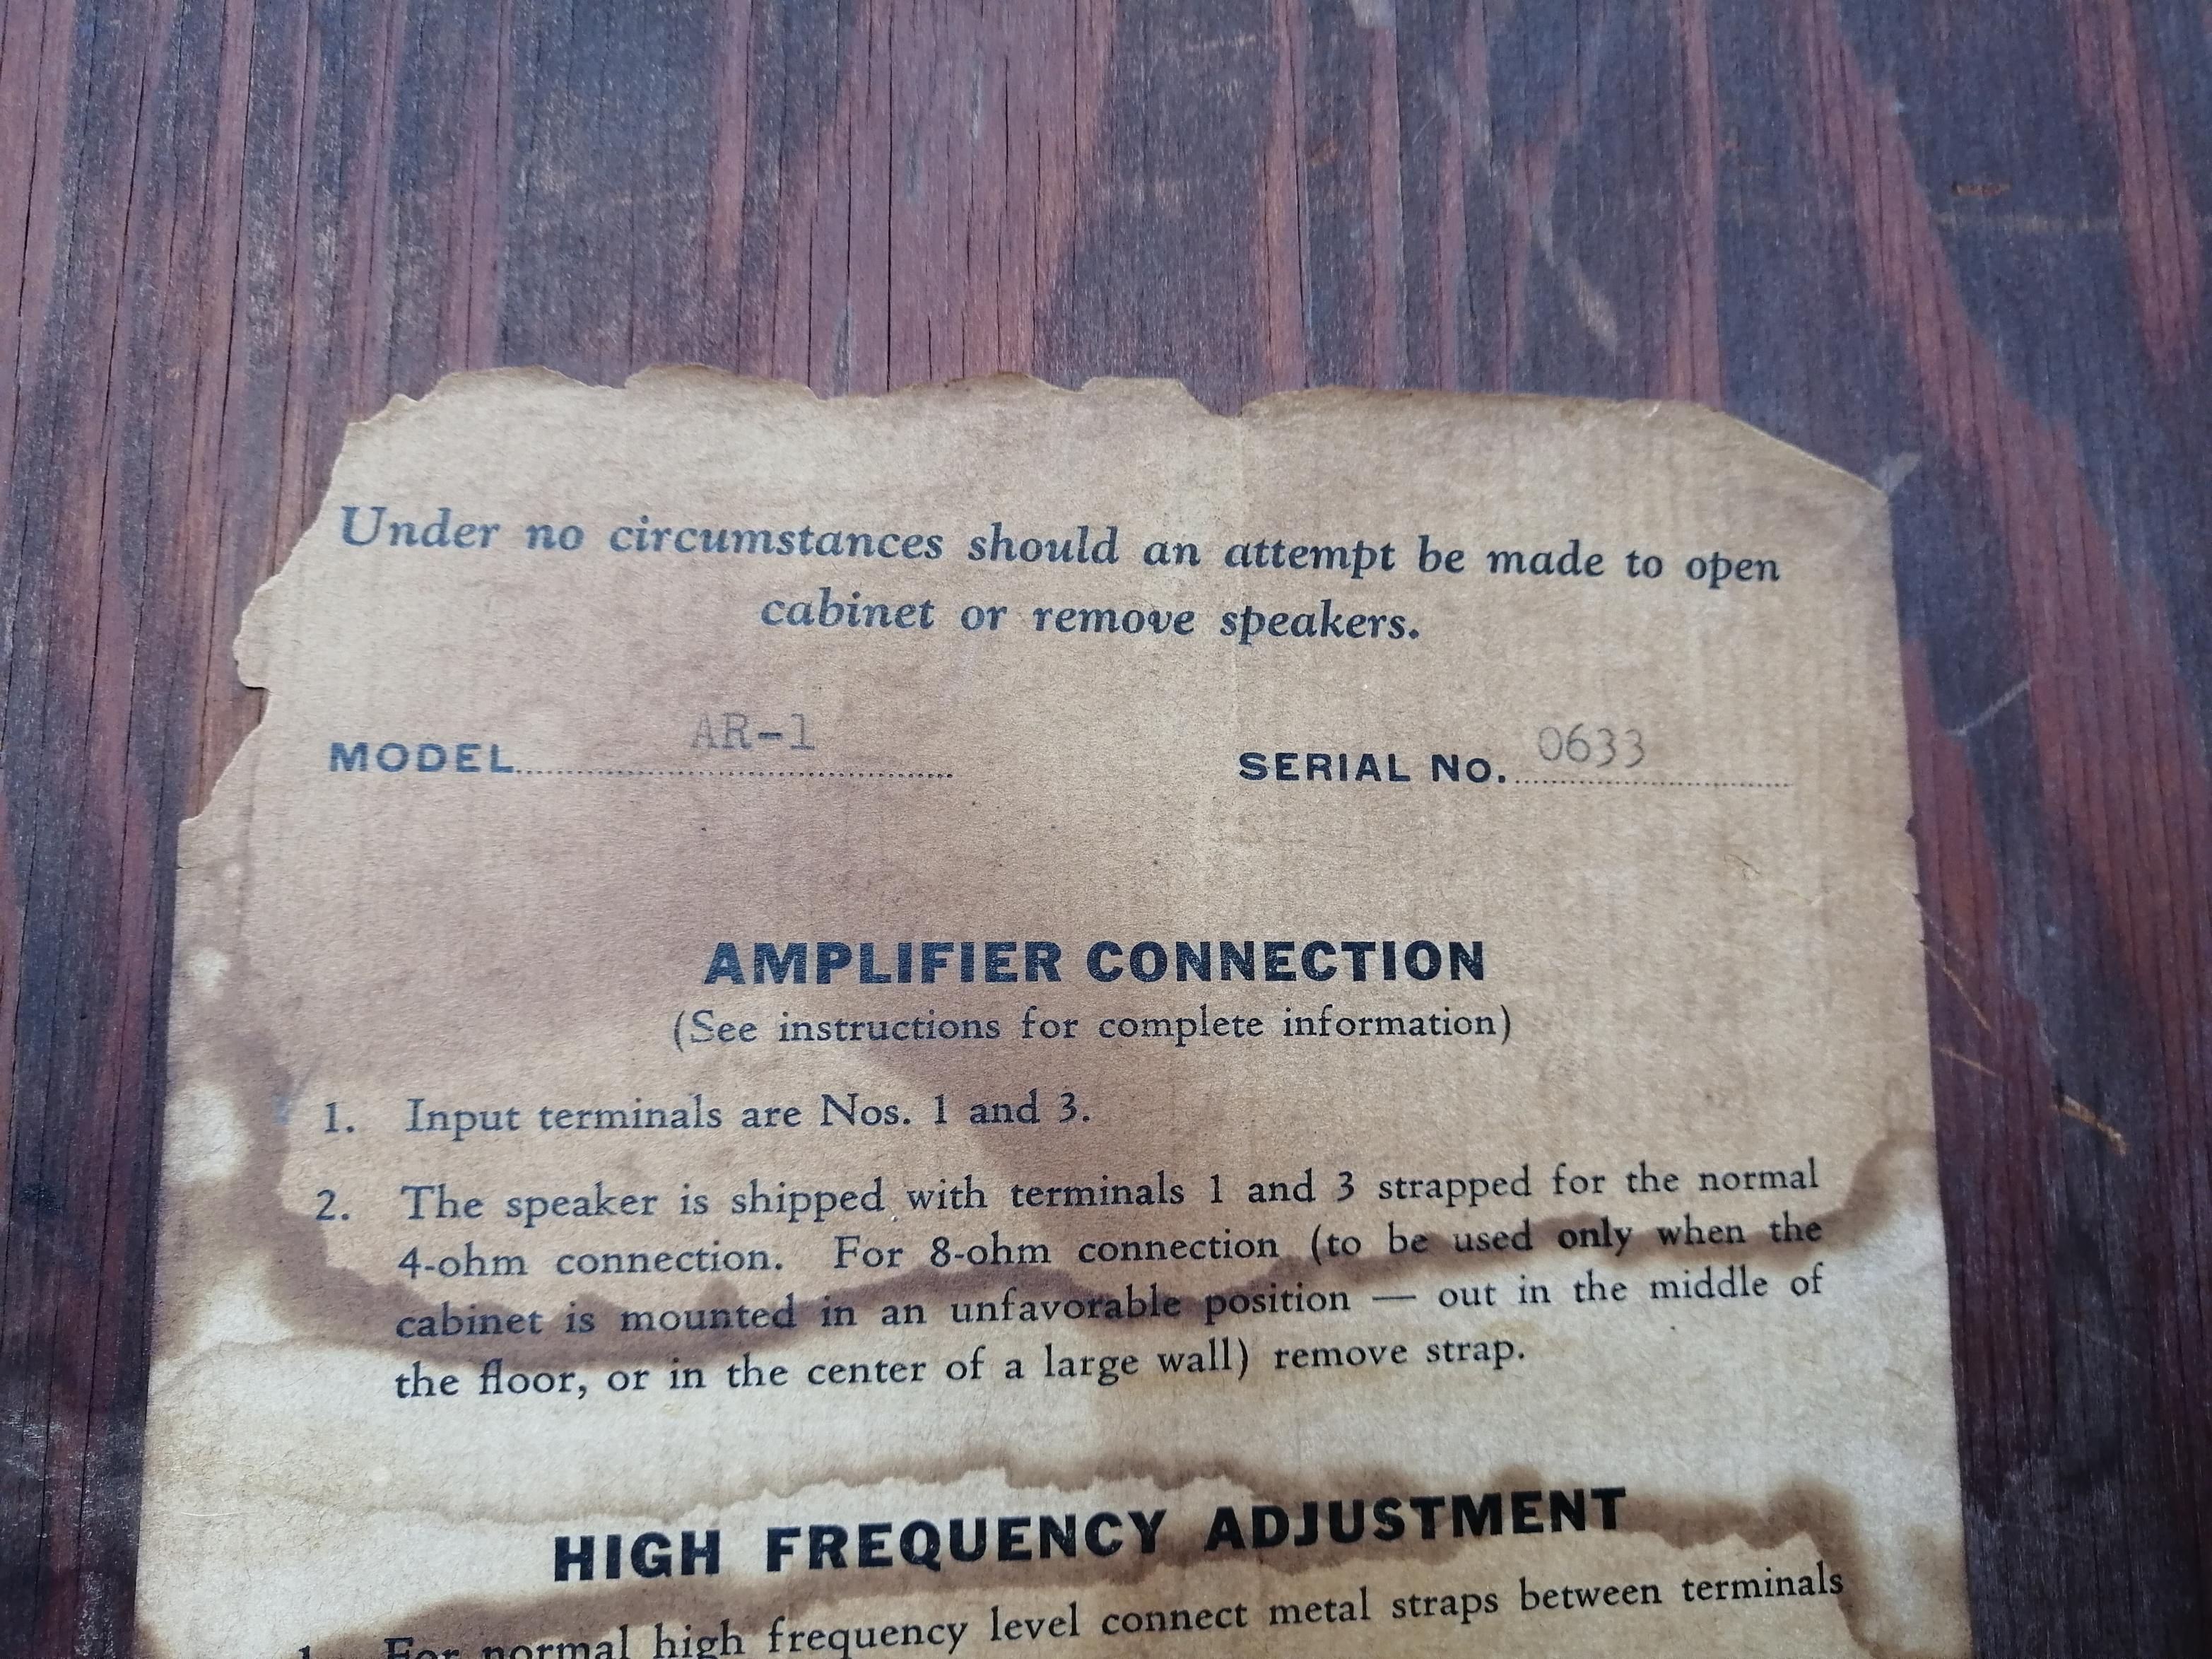 Under no circumstances should an attempt be made to open
cabinet or remove speakers.
MODEL AR-1 SERIAL NO. 0633
AMPLIFIER CONNECTION
(See instructions for complete information)
1. Input terminals are Nos. 1 and 3.
2. The speaker is shipped with terminals 1 and 3 strapped for the normal
4-ohm connection. For 8-ohm connection (to be used only when the
cabinet is mounted in an unfavorable position — out in the middle of
the floor, or in the center of a large wall) remove strap.
HIGH FREQUENCY ADJUSTMENT
1. For normal high frequency level connect metal straps between terminals